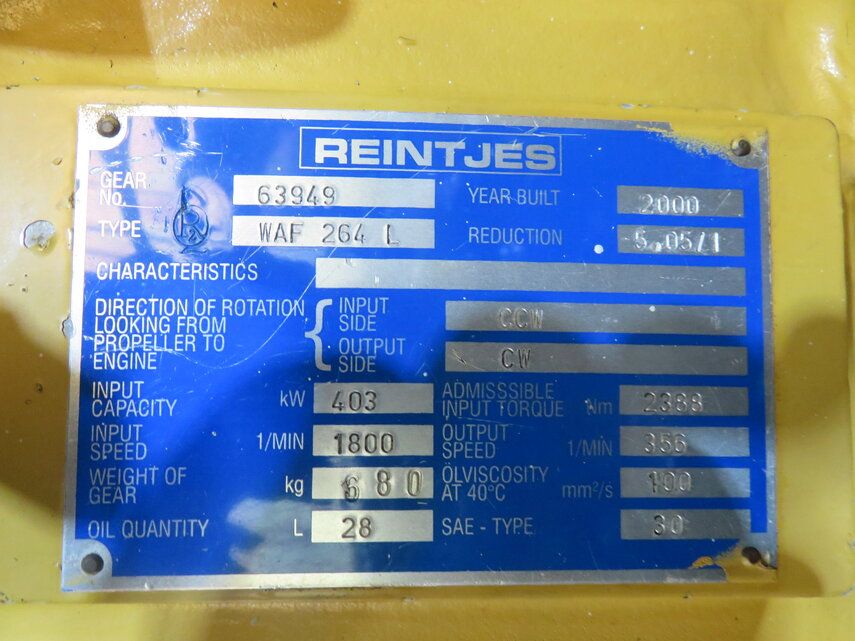 REINTJES
GEAR No. 63949 YEAR BUILT 2000
TYPE WAF 264 L REDUCTION 5.05/1
CHARACTERISTICS
DIRECTION OF ROTATION
LOOKING FROM
PROPELLER TO
ENGINE
{ INPUT SIDE CCW
OUTPUT SIDE CW
INPUT CAPACITY kW 403 ADMISSSIBLE INPUT TORQUE Nm 2388
INPUT SPEED 1/MIN 1800 OUTPUT SPEED 1/MIN 356
WEIGHT OF GEAR kg 680 ÖLVISCOSITY AT 40°C mm²/s 100
OIL QUANTITY L 28 SAE - TYPE 30